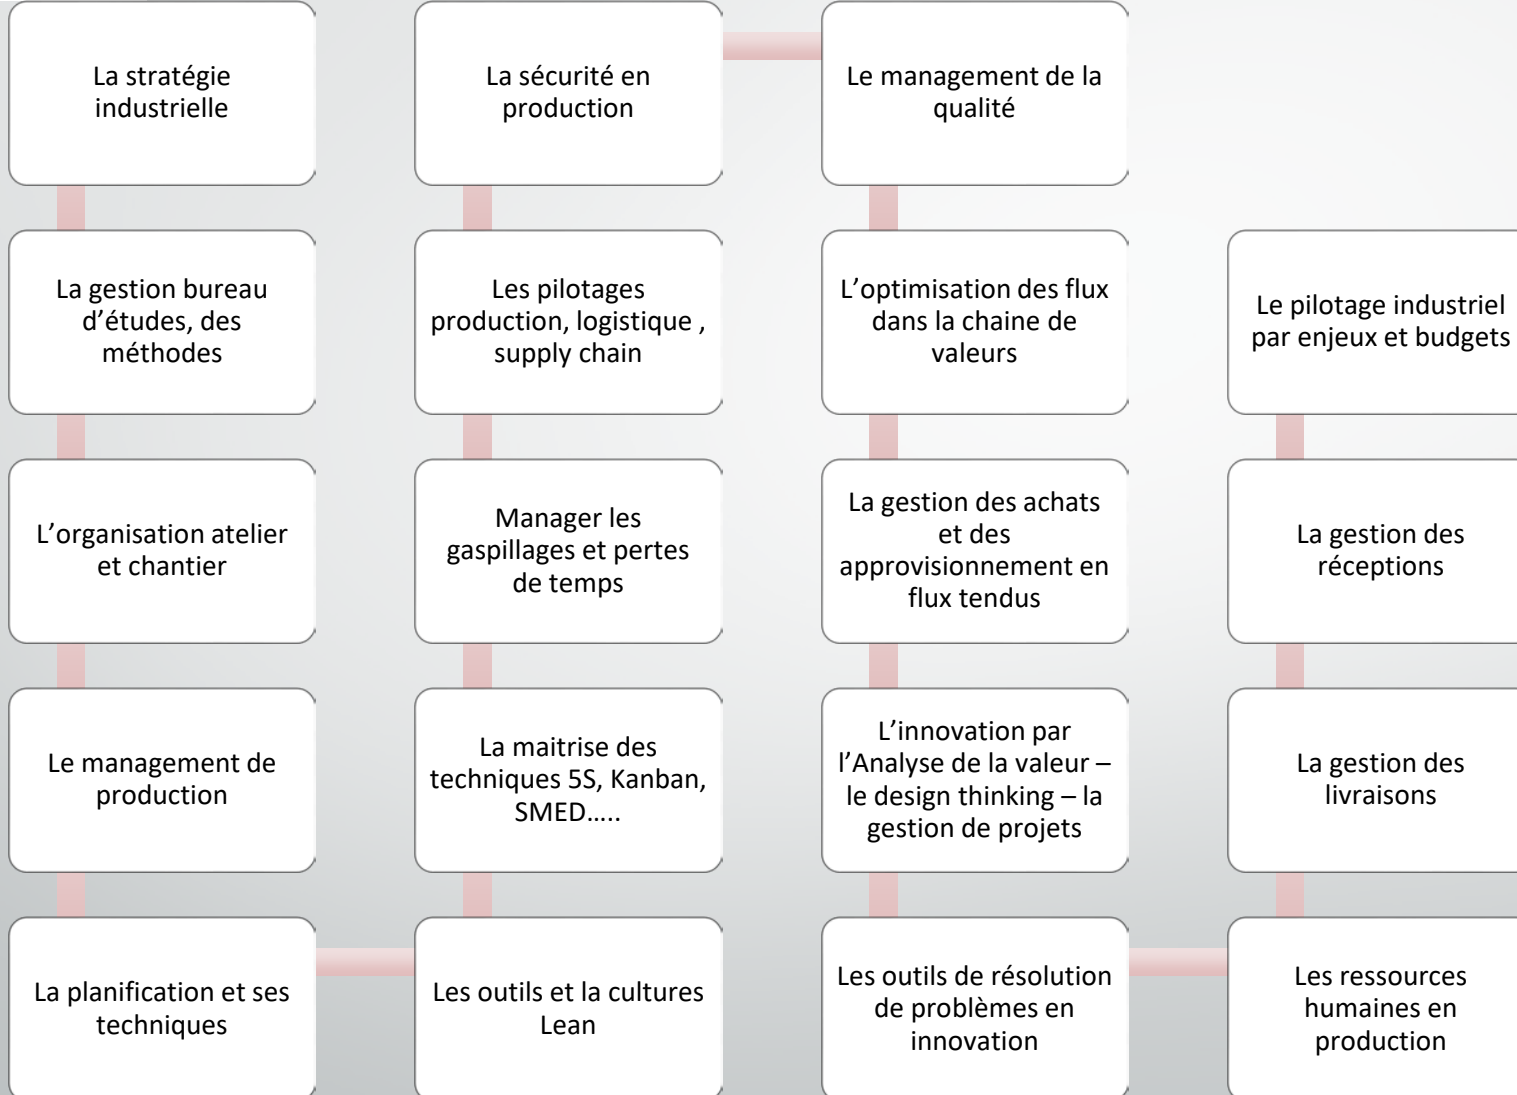 La stratégie
industrielle
La gestion bureau
d’études, des
méthodes
L’organisation atelier
et chantier
Le management de
production
La planification et ses
techniques
Les outils et la cultures
Lean
La maitrise des
techniques 5S, Kanban,
SMED…..
Manager les
gaspillages et pertes
de temps
Les pilotages
production, logistique ,
supply chain
La sécurité en
production
Le management de la
qualité
L’optimisation des flux
dans la chaine de
valeurs
La gestion des achats
et des
approvisionnement en
flux tendus
L’innovation par
l’Analyse de la valeur –
le design thinking – la
gestion de projets
Les outils de résolution
de problèmes en
innovation
Les ressources
humaines en
production
La gestion des
livraisons
La gestion des
réceptions
Le pilotage industriel
par enjeux et budgets